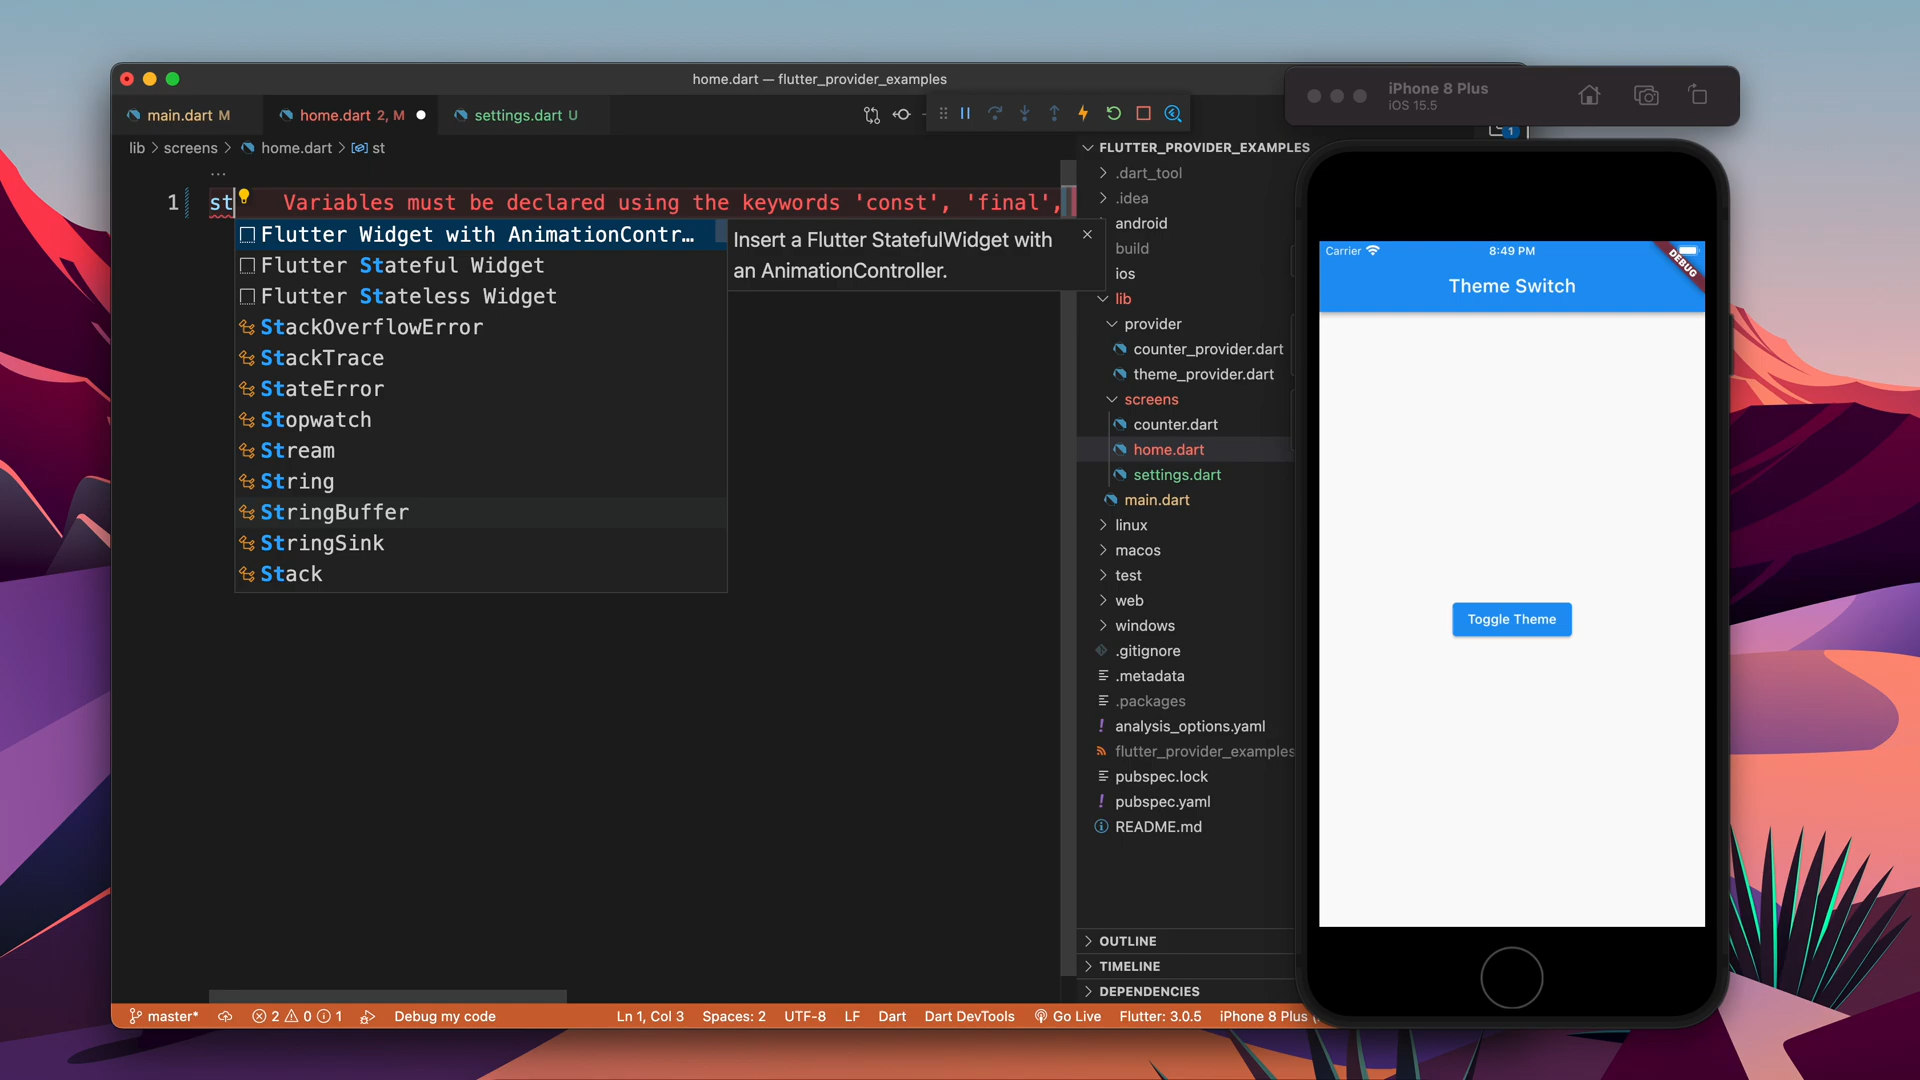 home.dart — flutter_provider_examples
main.dart M
home.dart 2, M
settings.dart U
lib > screens > home.dart > st
...
1 st Variables must be declared using the keywords 'const', 'final',
Flutter Widget with AnimationContr...
Flutter Stateful Widget
Flutter Stateless Widget
StackOverflowError
StackTrace
StateError
Stopwatch
Stream
String
StringBuffer
StringSink
Stack
Insert a Flutter StatefulWidget with
an AnimationController.
1
FLUTTER_PROVIDER_EXAMPLES
.dart_tool
.idea
android
build
ios
lib
provider
counter_provider.dart
theme_provider.dart
screens
counter.dart
home.dart
settings.dart
main.dart
linux
macos
test
web
windows
.gitignore
.metadata
.packages
analysis_options.yaml
flutter_provider_examples
pubspec.lock
pubspec.yaml
README.md
OUTLINE
TIMELINE
DEPENDENCIES
master* 2 0 1 Debug my code Ln 1, Col 3 Spaces: 2 UTF-8 LF Dart Dart DevTools Go Live Flutter: 3.0.5 iPhone 8 Plus (
iPhone 8 Plus
iOS 15.5
Carrier 8:49 PM
DEBUG
Theme Switch
Toggle Theme